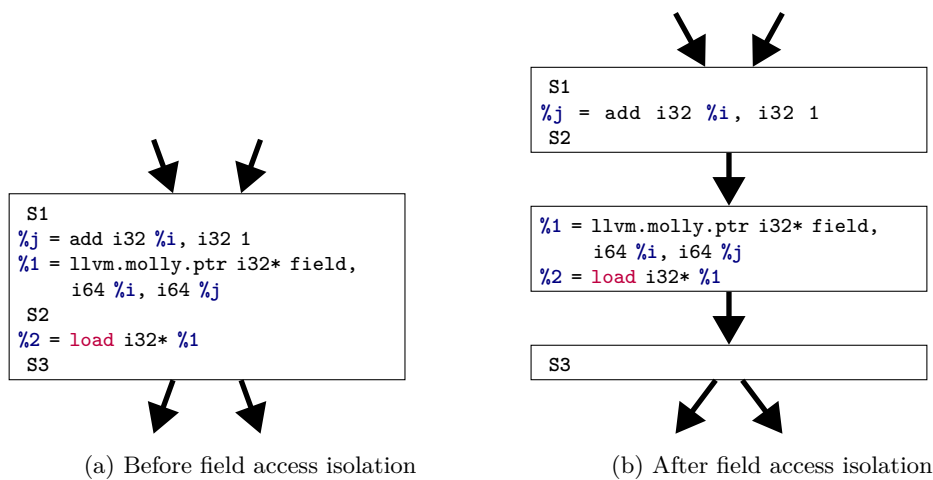 S1
%j = add i32 %i, i32 1
%1 = llvm.molly.ptr i32* field,
i64 %i, i64 %j
S2
%2 = load i32* %1
S3
(a) Before field access isolation
S1
%j = add i32 %i, i32 1
S2
%1 = llvm.molly.ptr i32* field,
i64 %i, i64 %j
%2 = load i32* %1
S3
(b) After field access isolation